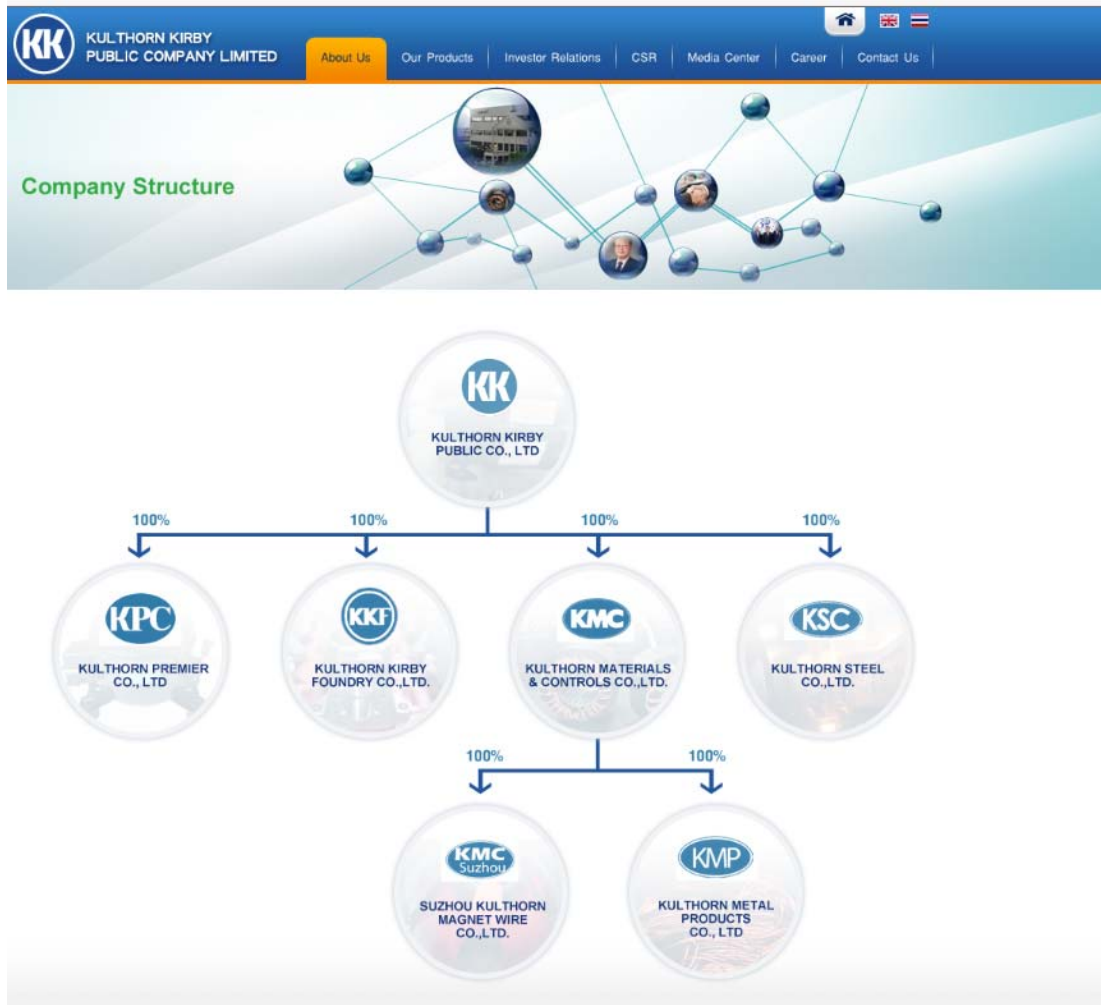 KK
KULTHORN KIRBY
PUBLIC COMPANY LIMITED
About Us
Our Products
Investor Relations
CSR
Media Center
Career
Contact Us
Company Structure
KK
KULTHORN KIRBY
PUBLIC CO., LTD
100%
100%
100%
100%
KPC
KULTHORN PREMIER
CO., LTD
KKF
KULTHORN KIRBY
FOUNDRY CO.,LTD.
KMC
KULTHORN MATERIALS
& CONTROLS CO.,LTD.
KSC
KULTHORN STEEL
CO.,LTD.
100%
100%
KMC
Suzhou
SUZHOU KULTHORN
MAGNET WIRE
CO.,LTD.
KMP
KULTHORN METAL
PRODUCTS
CO., LTD